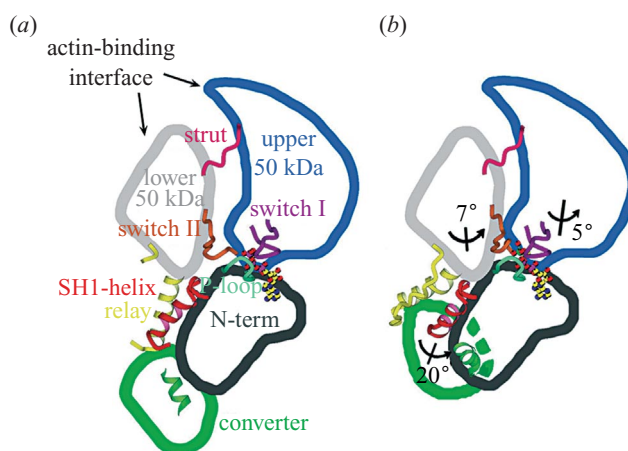 (a)
(b)
actin-binding
interface
strut
upper
50 kDa
lower
50 kDa
switch I
switch II
7°
5°
P-loop
SH1-helix
relay
N-term
20°
converter